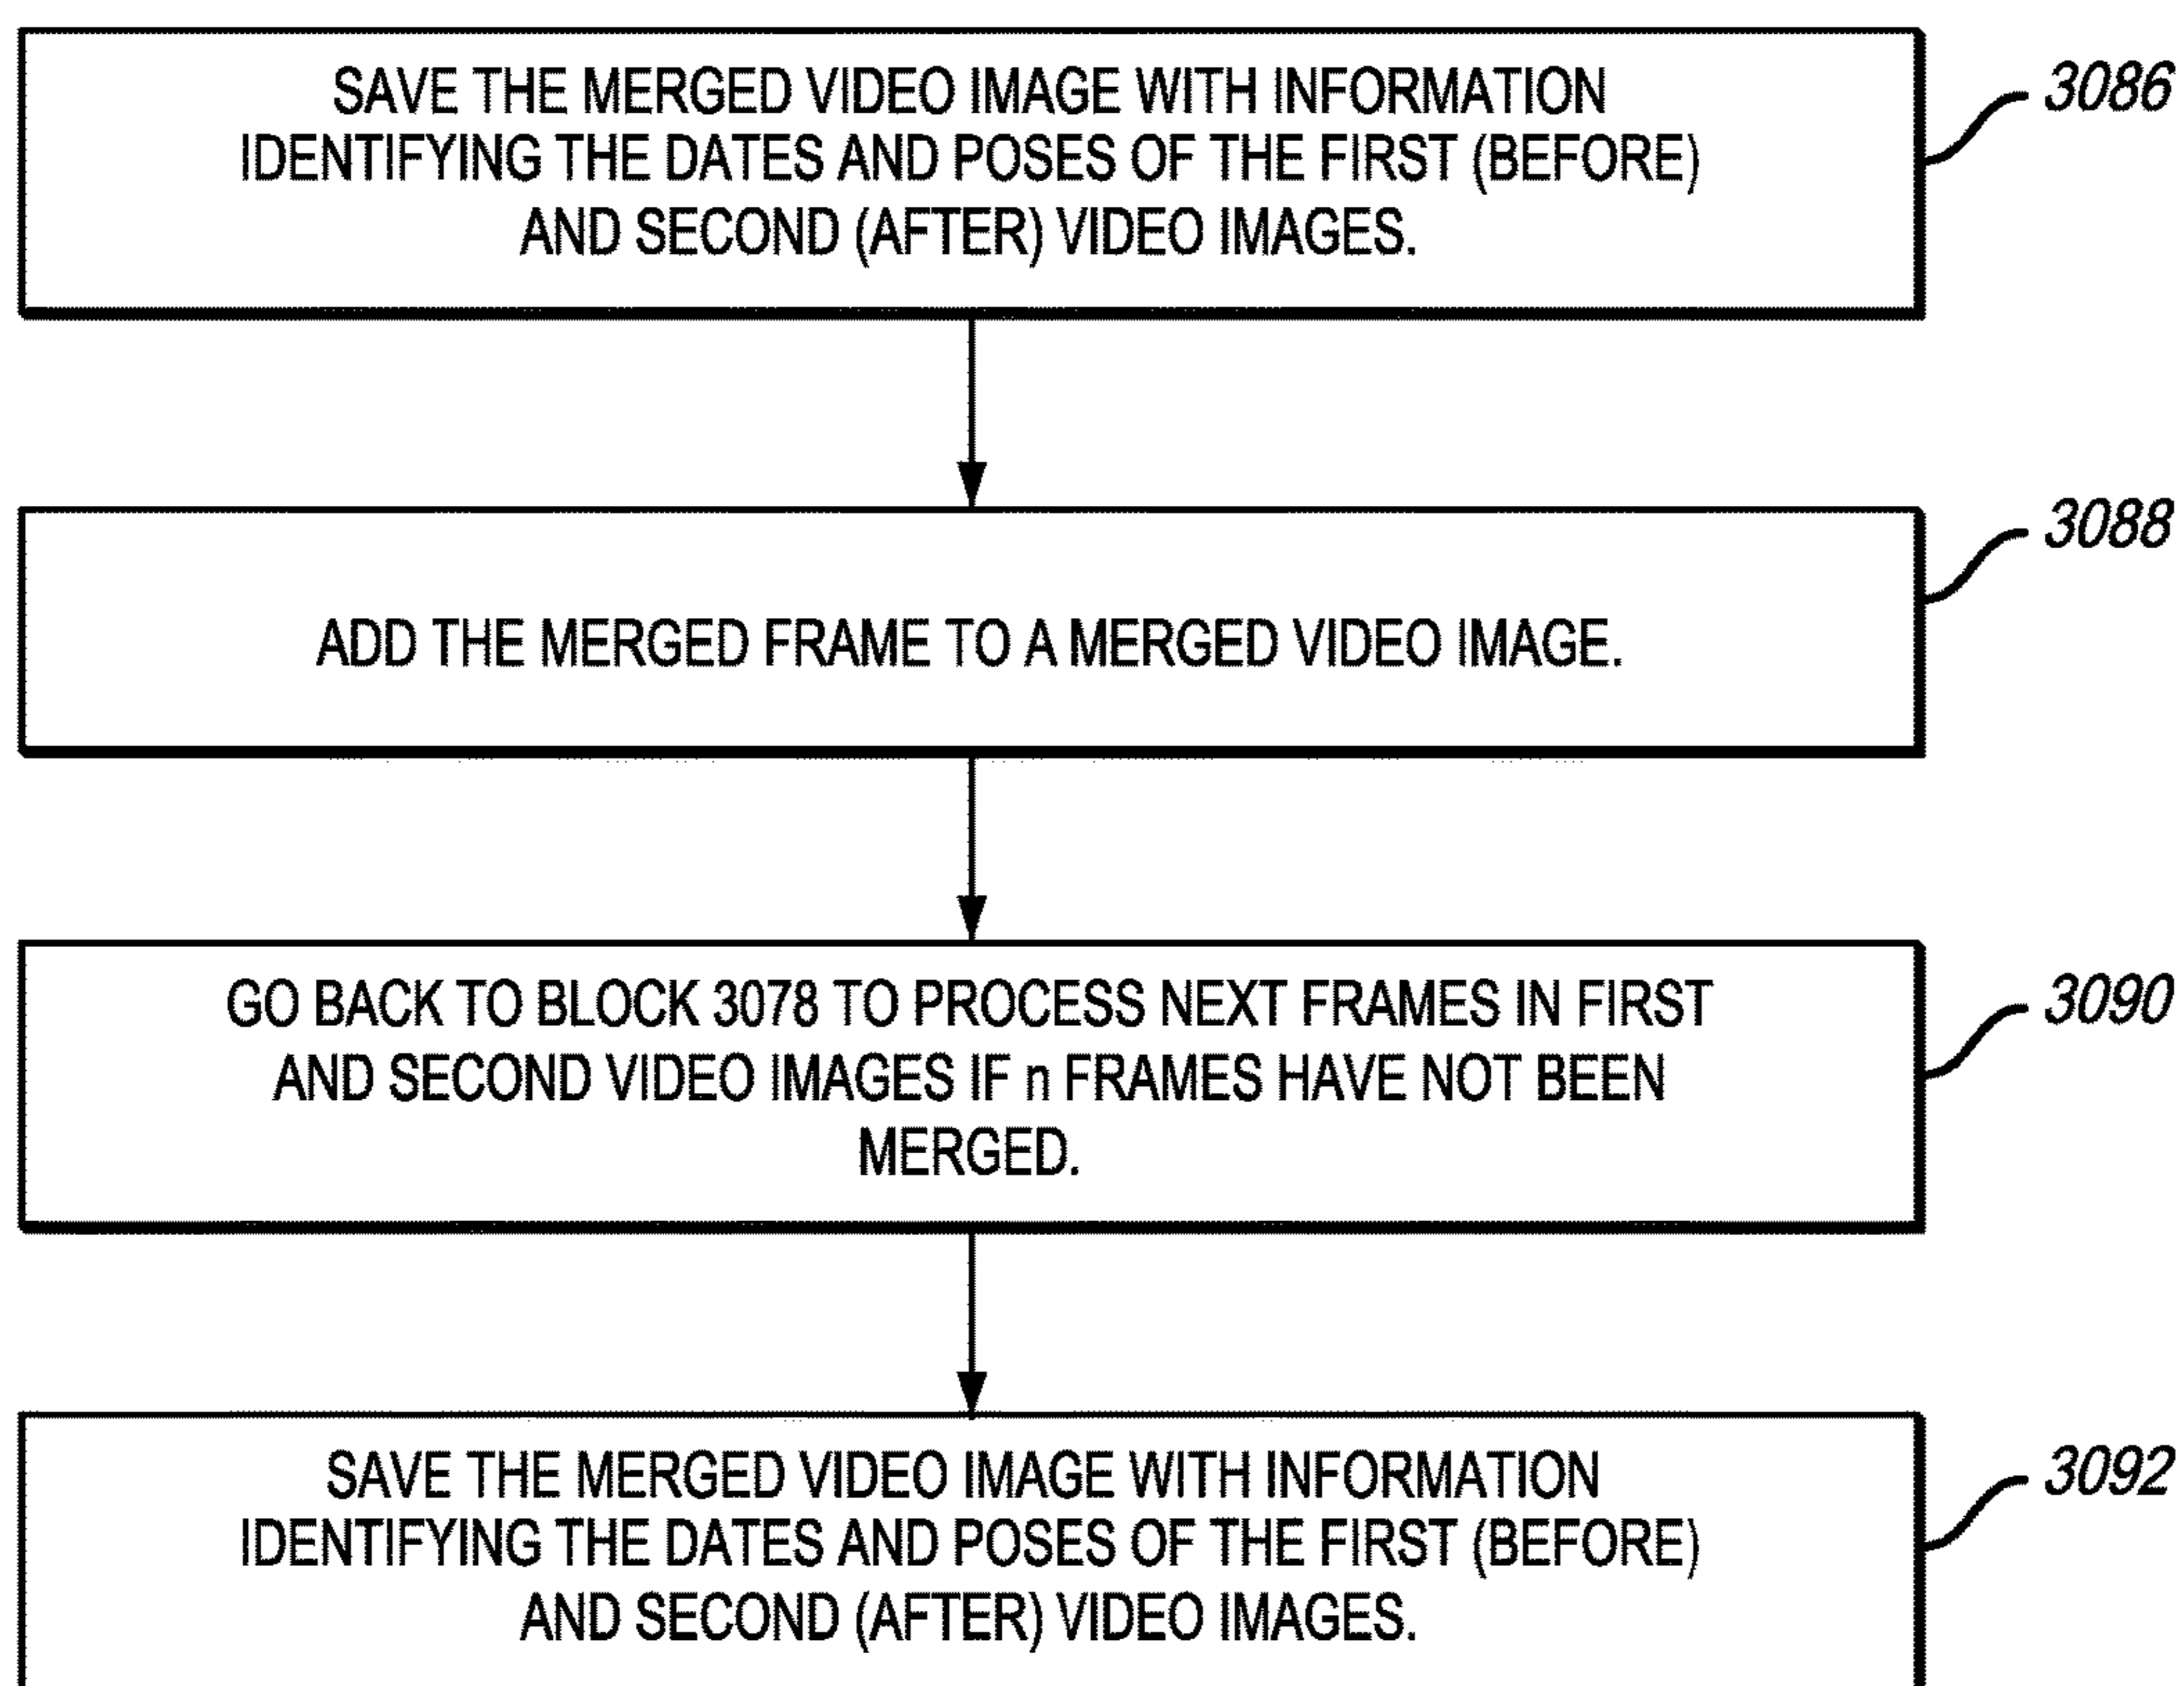 SAVE THE MERGED VIDEO IMAGE WITH INFORMATION
IDENTIFYING THE DATES AND POSES OF THE FIRST (BEFORE)
AND SECOND (AFTER) VIDEO IMAGES.
3086
ADD THE MERGED FRAME TO A MERGED VIDEO IMAGE.
3088
GO BACK TO BLOCK 3078 TO PROCESS NEXT FRAMES IN FIRST
AND SECOND VIDEO IMAGES IF n FRAMES HAVE NOT BEEN
MERGED.
3090
SAVE THE MERGED VIDEO IMAGE WITH INFORMATION
IDENTIFYING THE DATES AND POSES OF THE FIRST (BEFORE)
AND SECOND (AFTER) VIDEO IMAGES.
3092